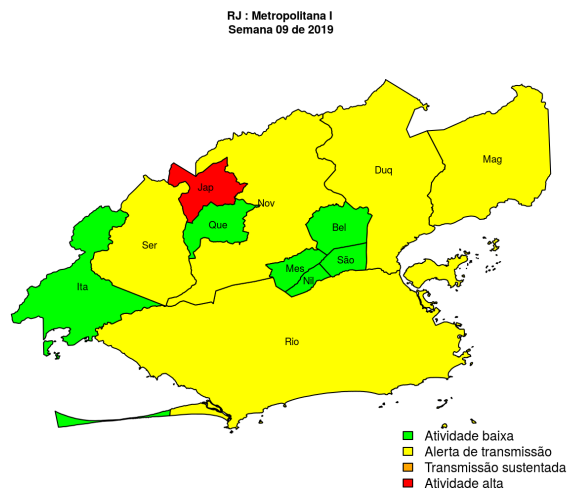 RJ : Metropolitana I
Semana 09 de 2019
Duq
Mag
Jap
Nov
Que
Bel
Ser
São
Mes
Nil
Ita
Rio
Atividade baixa
Alerta de transmissão
Transmissão sustentada
Atividade alta